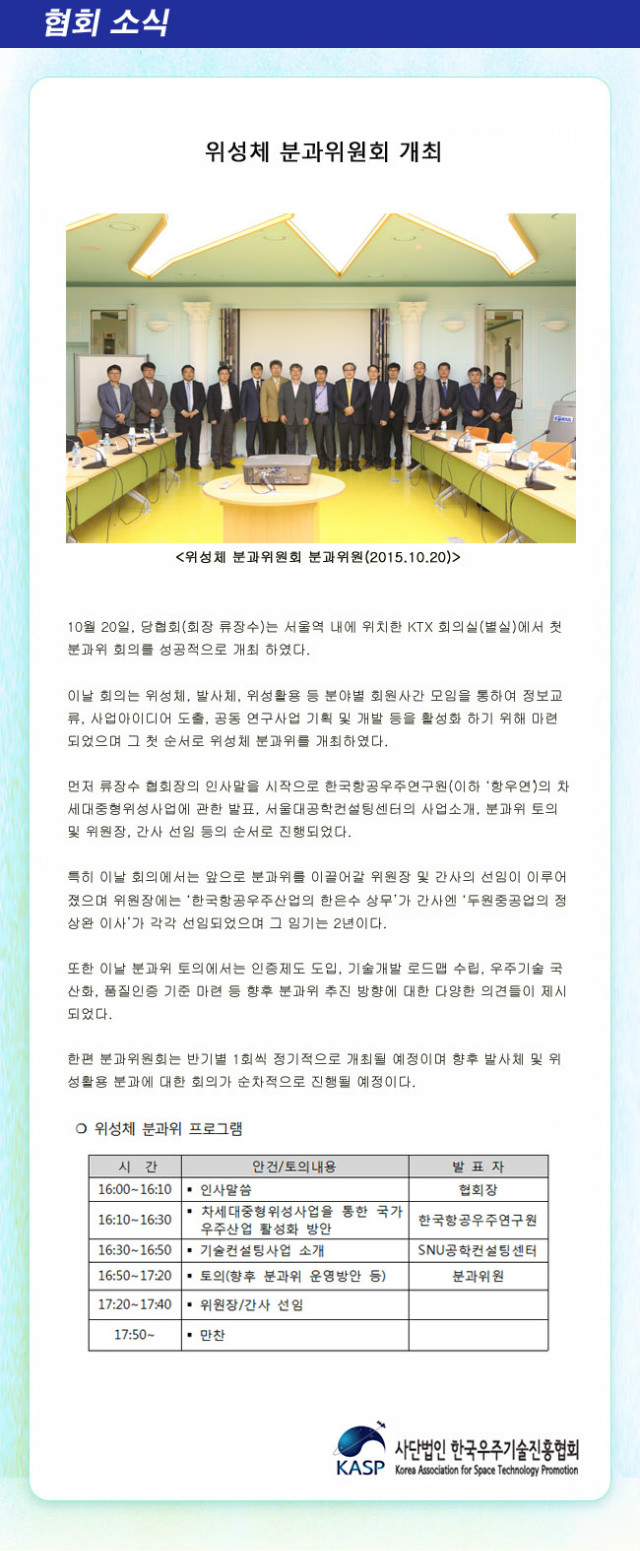 협회 소식
위성체 분과위원회 개최
<위성체 분과위원회 분과위원(2015.10.20)>
10월 20일, 당협회(회장 류장수)는 서울역 내에 위치한 KTX 회의실(별실)에서 첫
분과위 회의를 성공적으로 개최 하였다.
이날 회의는 위성체, 발사체, 위성활용 등 분야별 회원사간 모임을 통하여 정보교
류, 사업아이디어 도출, 공동 연구사업 기획 및 개발 등을 활성화 하기 위해 마련
되었으며 그 첫 순서로 위성체 분과위를 개최하였다.
먼저 류장수 협회장의 인사말을 시작으로 한국항공우주연구원(이하 ‘항우연’)의 차
세대중형위성사업에 관한 발표, 서울대공학컨설팅센터의 사업소개, 분과위 토의
및 위원장, 간사 선임 등의 순서로 진행되었다.
특히 이날 회의에서는 앞으로 분과위를 이끌어갈 위원장 및 간사의 선임이 이루어
졌으며 위원장에는 ‘한국항공우주산업의 한은수 상무’가 간사엔 ‘두원중공업의 정
상완 이사’가 각각 선임되었으며 그 임기는 2년이다.
또한 이날 분과위 토의에서는 인증제도 도입, 기술개발 로드맵 수립, 우주기술 국
산화, 품질인증 기준 마련 등 향후 분과위 추진 방향에 대한 다양한 의견들이 제시
되었다.
한편 분과위원회는 반기별 1회씩 정기적으로 개최될 예정이며 향후 발사체 및 위
성활용 분과에 대한 회의가 순차적으로 진행될 예정이다.
❍ 위성체 분과위 프로그램
시 간 안건/토의내용 발 표 자
16:00~16:10 ▪ 인사말씀 협회장
16:10~16:30 ▪ 차세대중형위성사업을 통한 국가 한국항공우주연구원
우주산업 활성화 방안
16:30~16:50 ▪ 기술컨설팅사업 소개 SNU공학컨설팅센터
16:50~17:20 ▪ 토의(향후 분과위 운영방안 등) 분과위원
17:20~17:40 ▪ 위원장/간사 선임
17:50~ ▪ 만찬
KASP 사단법인 한국우주기술진흥협회
Korea Association for Space Technology Promotion